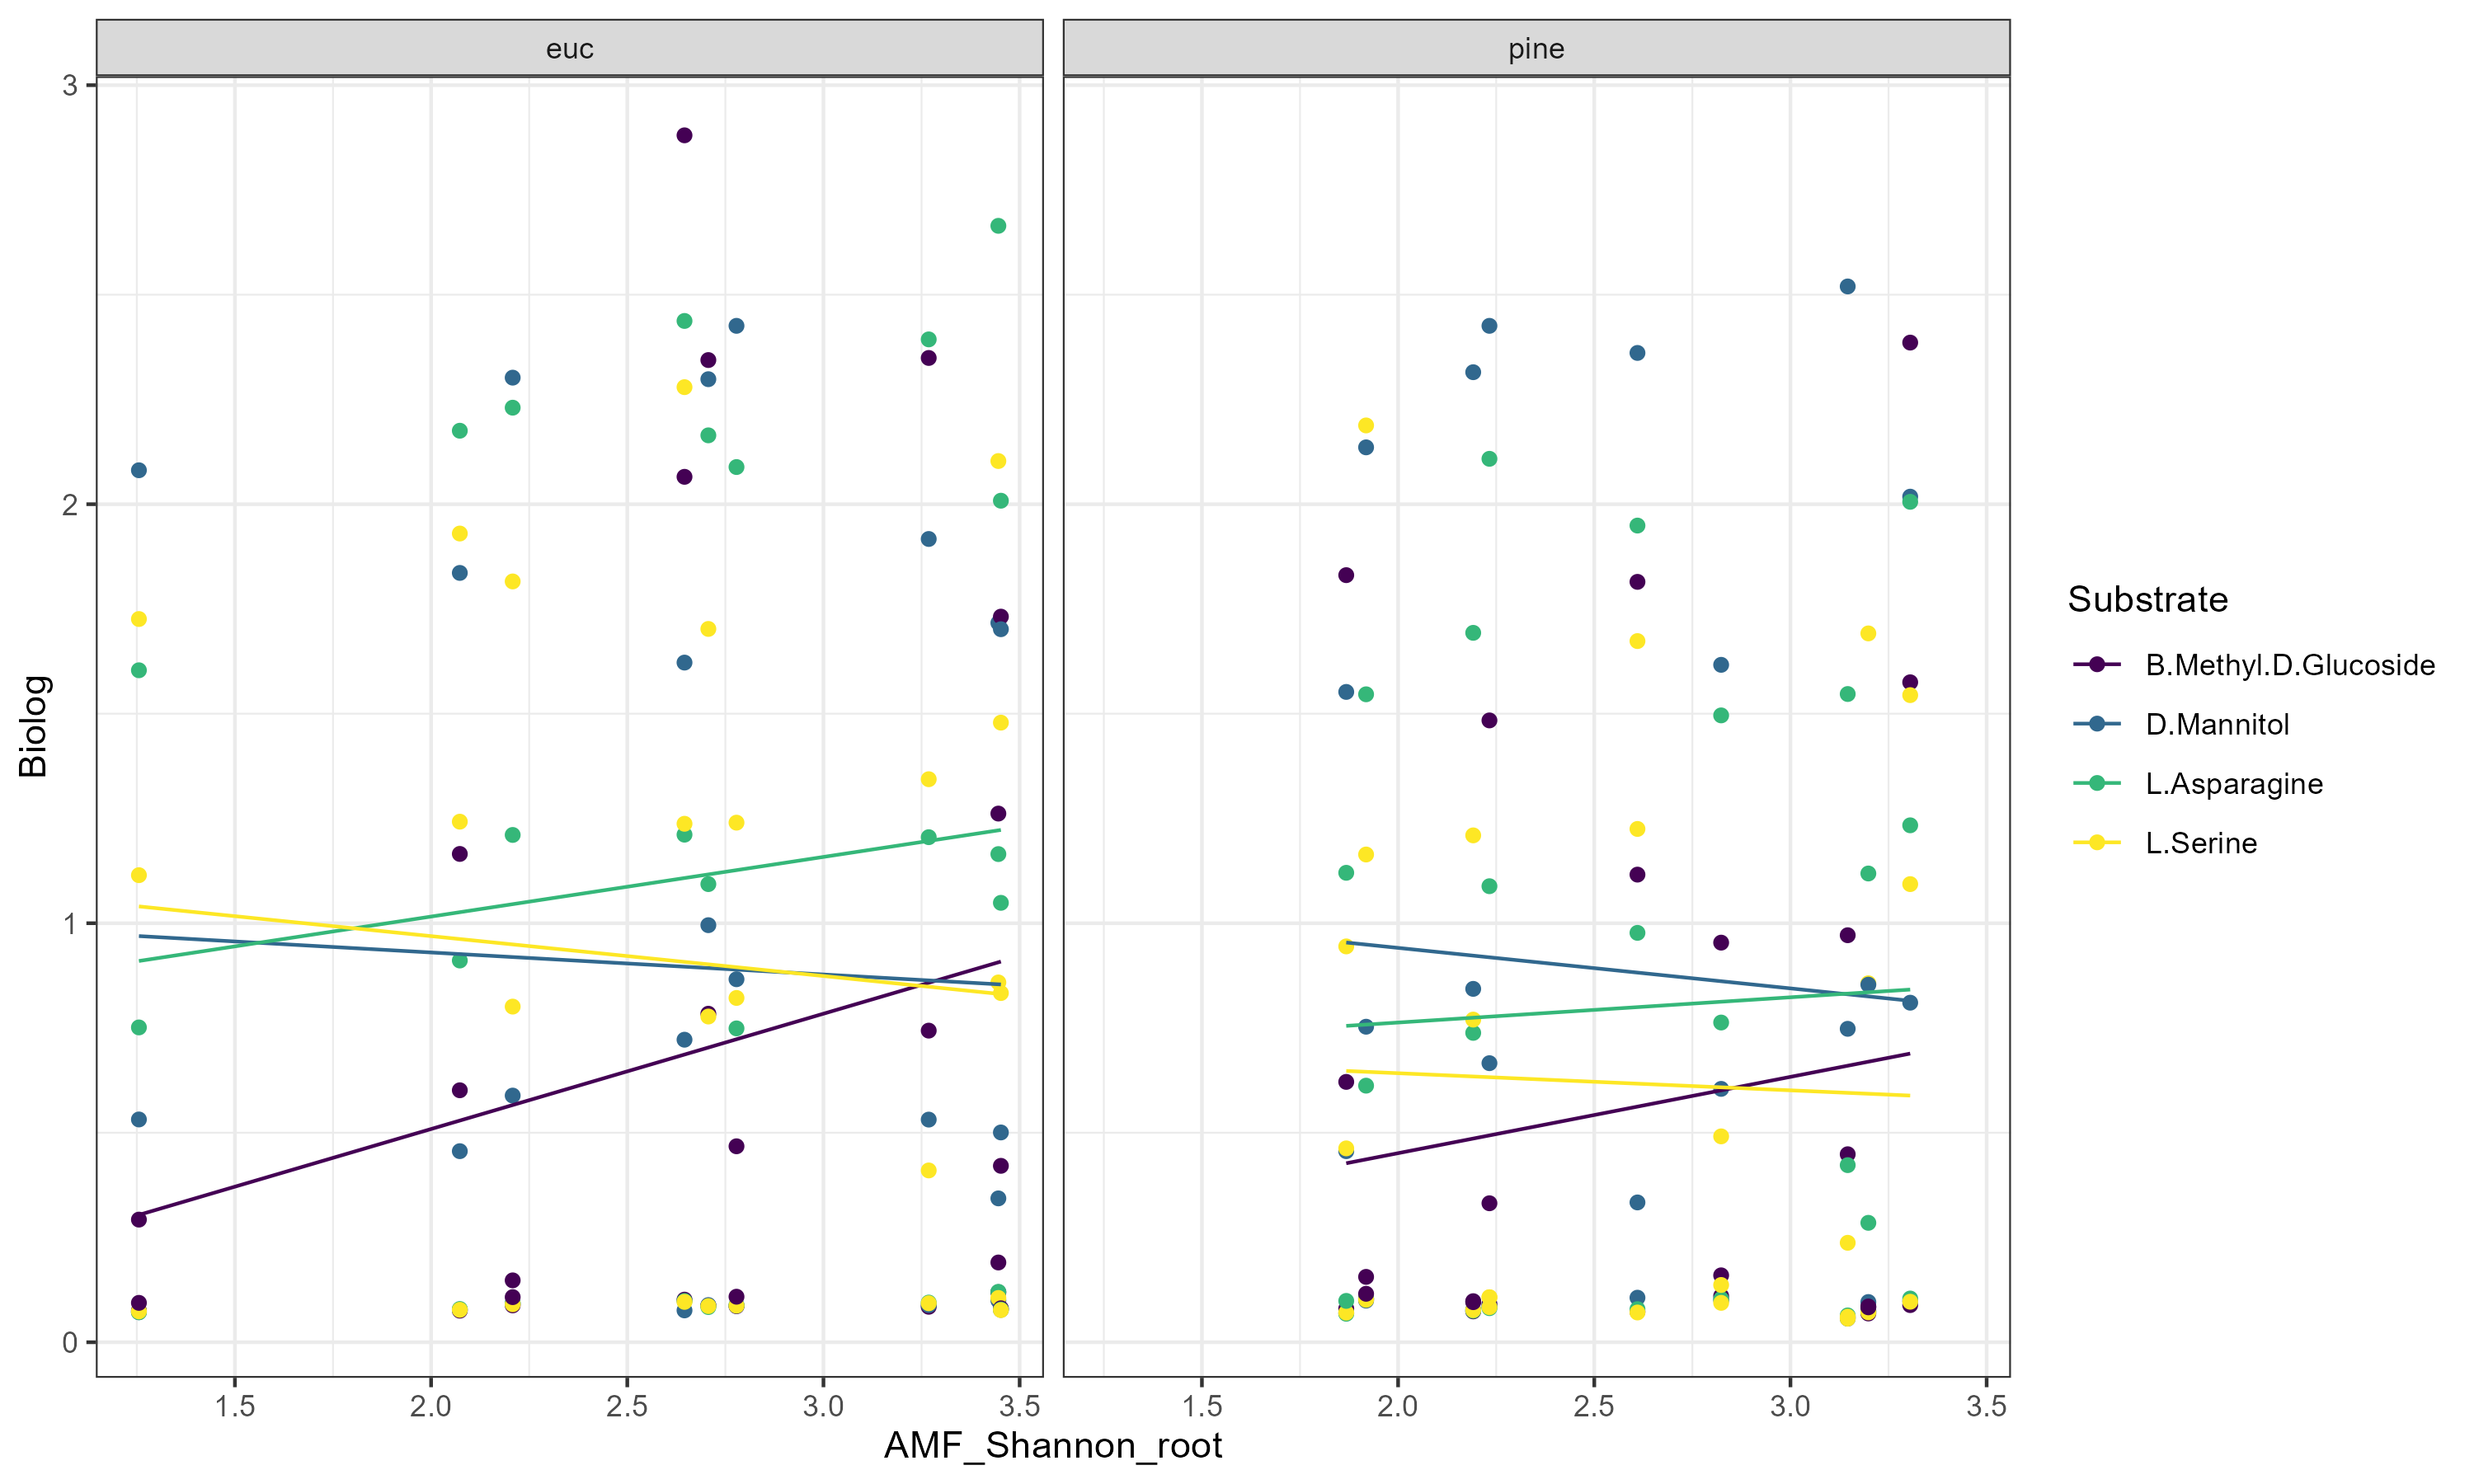 euc
pine
3
2
1
0
Biolog
1.5 2.0 2.5 3.0 3.5
1.5 2.0 2.5 3.0 3.5
AMF_Shannon_root
Substrate
B.Methyl.D.Glucoside
D.Mannitol
L.Asparagine
L.Serine